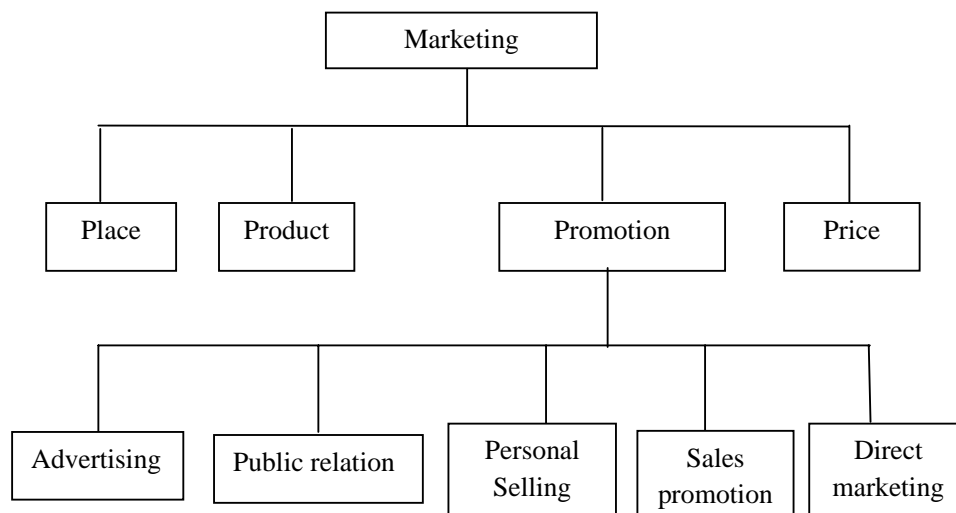 Marketing
Place
Product
Promotion
Price
Advertising
Public relation
Personal
Selling
Sales
promotion
Direct
marketing